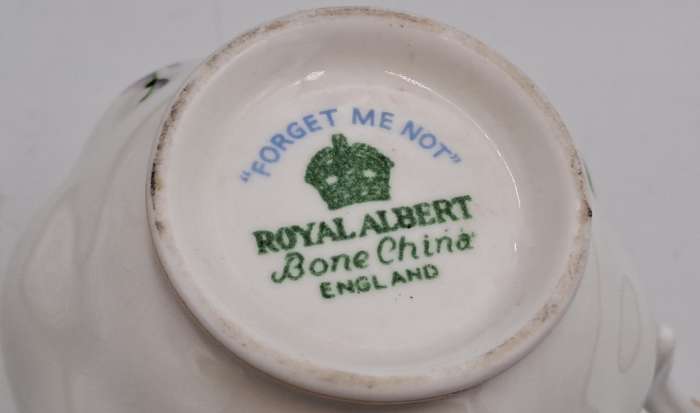 "FORGET ME NOT"
ROYAL ALBERT
Bone China
ENGLAND